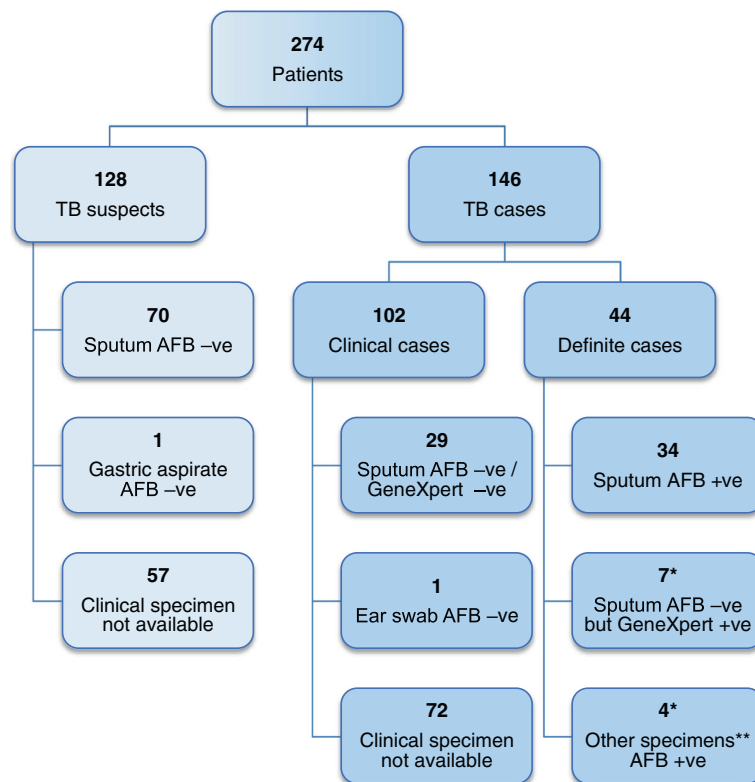 274
Patients
128
TB suspects
146
TB cases
70
Sputum AFB –ve
1
Gastric aspirate
AFB –ve
57
Clinical specimen
not available
102
Clinical cases
29
Sputum AFB –ve /
GeneXpert –ve
1
Ear swab AFB –ve
72
Clinical specimen
not available
44
Definite cases
34
Sputum AFB +ve
7*
Sputum AFB –ve
but GeneXpert +ve
4*
Other specimens**
AFB +ve